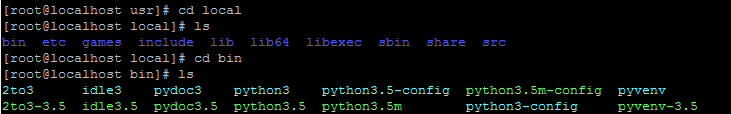 [root@localhost usr]# cd local
[root@localhost local]# ls
bin etc games include lib lib64 libexec sbin share src
[root@localhost local]# cd bin
[root@localhost bin]# ls
2to3 idle3 pydoc3 python3 python3.5-config python3.5m-config pyvenv
2to3-3.5 idle3.5 pydoc3.5 python3.5 python3.5m python3-config pyvenv-3.5